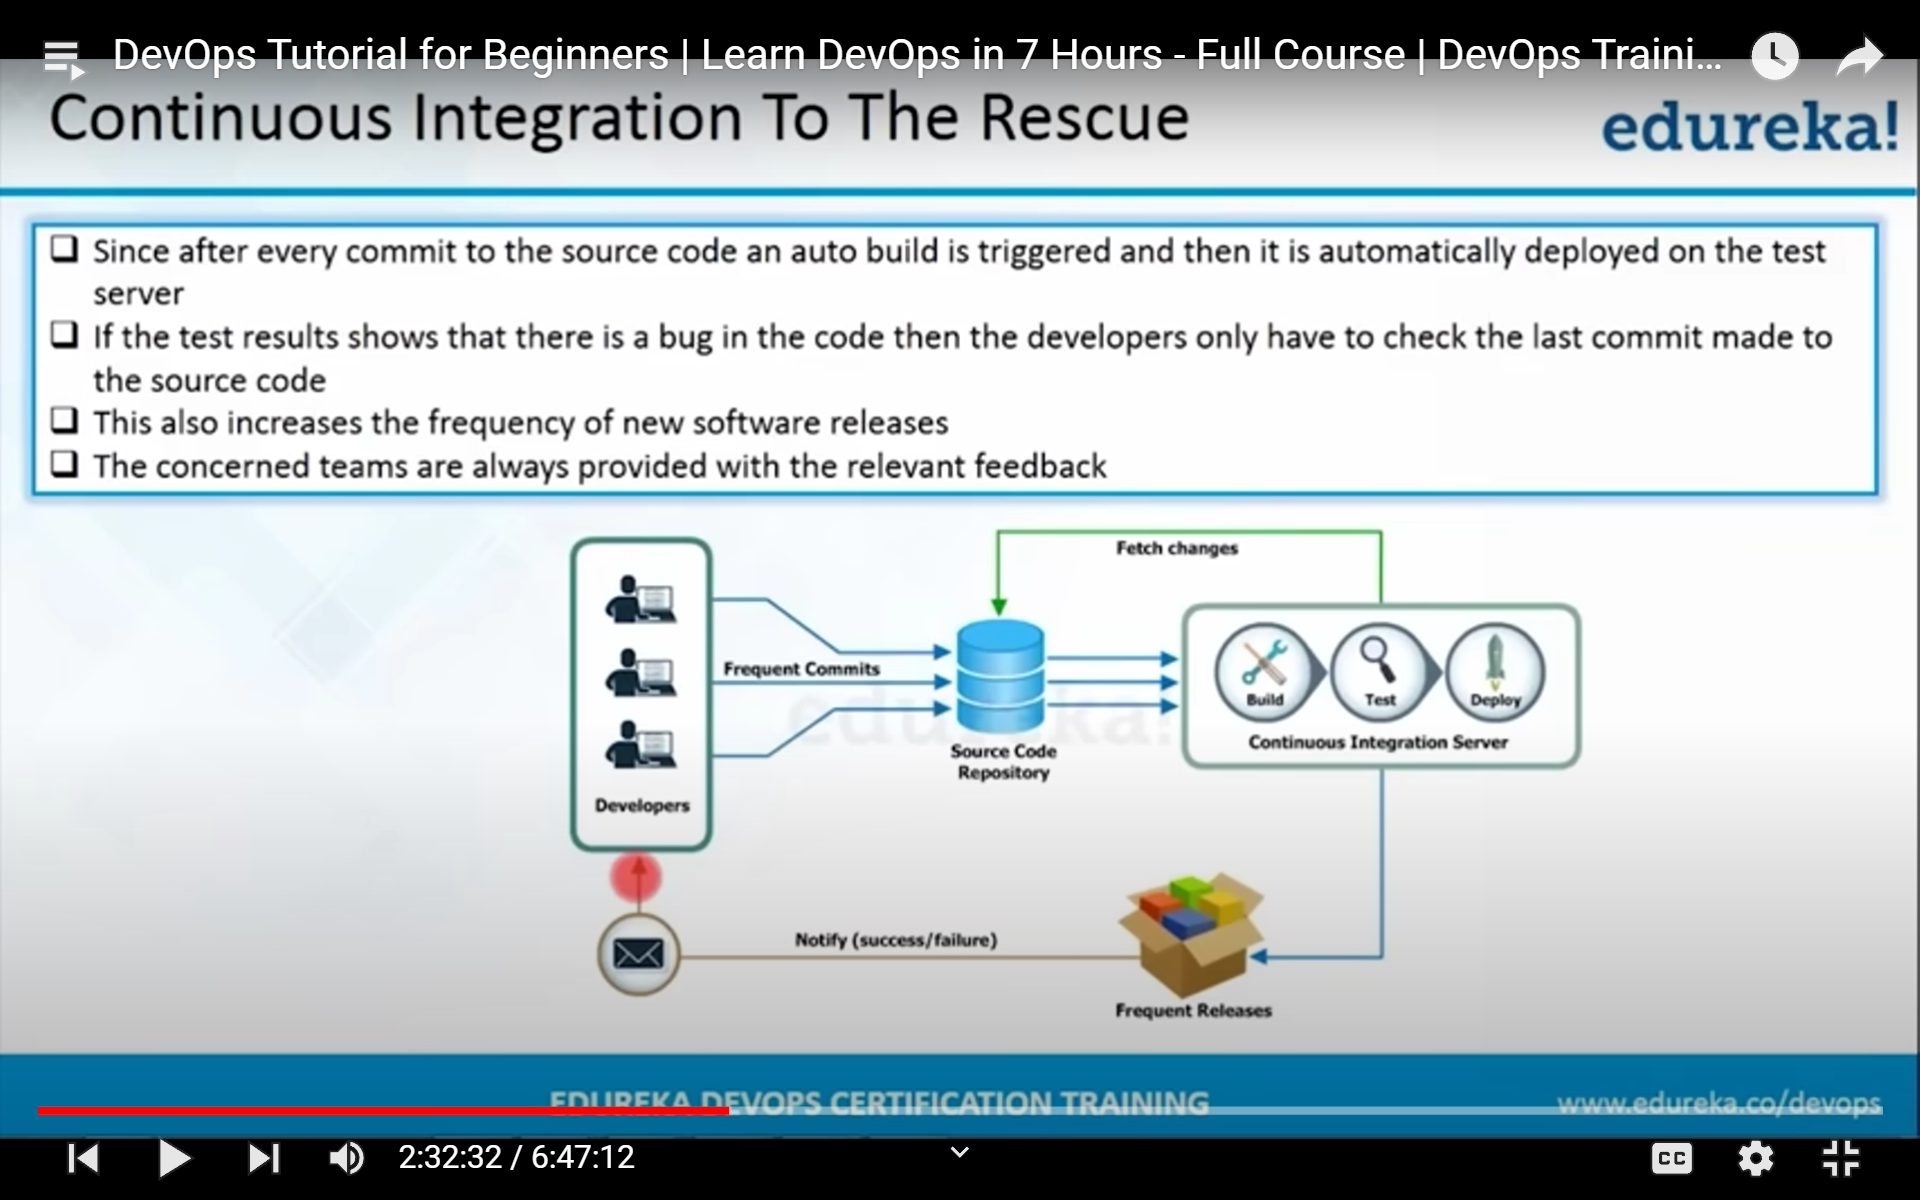 DevOps Tutorial for Beginners | Learn DevOps in 7 Hours - Full Course | DevOps Traini...
Continuous Integration To The Rescue
edureka!
Since after every commit to the source code an auto build is triggered and then it is automatically deployed on the test
server
If the test results shows that there is a bug in the code then the developers only have to check the last commit made to
the source code
This also increases the frequency of new software releases
The concerned teams are always provided with the relevant feedback
Fetch changes
Frequent Commits
Build
Test
Deploy
edureka!
Continuous Integration Server
Source Code
Repository
Developers
Notify (success/failure)
Frequent Releases
EDUREKA DEVOPS CERTIFICATION TRAINING
www.edureka.co/devops
2:32:32 / 6:47:12
CC